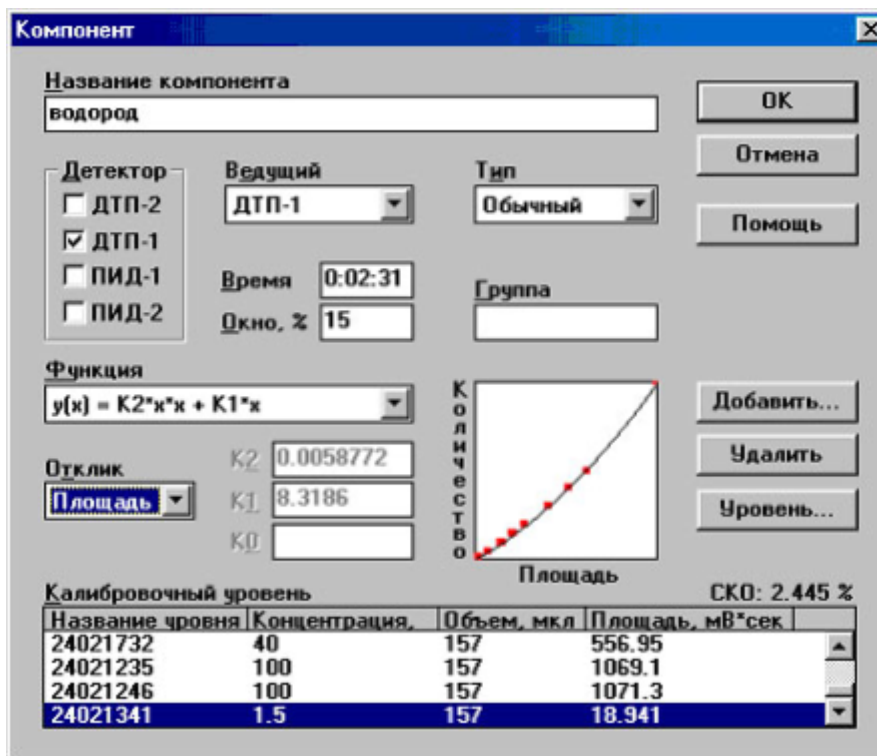 Компонент
Название компонента
водород
OK
Отмена
Помощь
Детектор
ДТП-2
ДТП-1
ПИД-1
ПИД-2
Ведущий
ДТП-1
Тип
Обычный
Время 0:02:31
Окно, % 15
Группа
Функция
y(x) = K2*x*x + K1*x
Отклик
Площадь
K2 0.0058772
K1 8.3186
K0
Количество
Площадь
Добавить...
Удалить
Уровень...
Калибровочный уровень СКО: 2.445 %
Название уровня Концентрация, Объем, мкл Площадь, мВ*сек
24021732 40 157 556.95
24021235 100 157 1069.1
24021246 100 157 1071.3
24021341 1.5 157 18.941